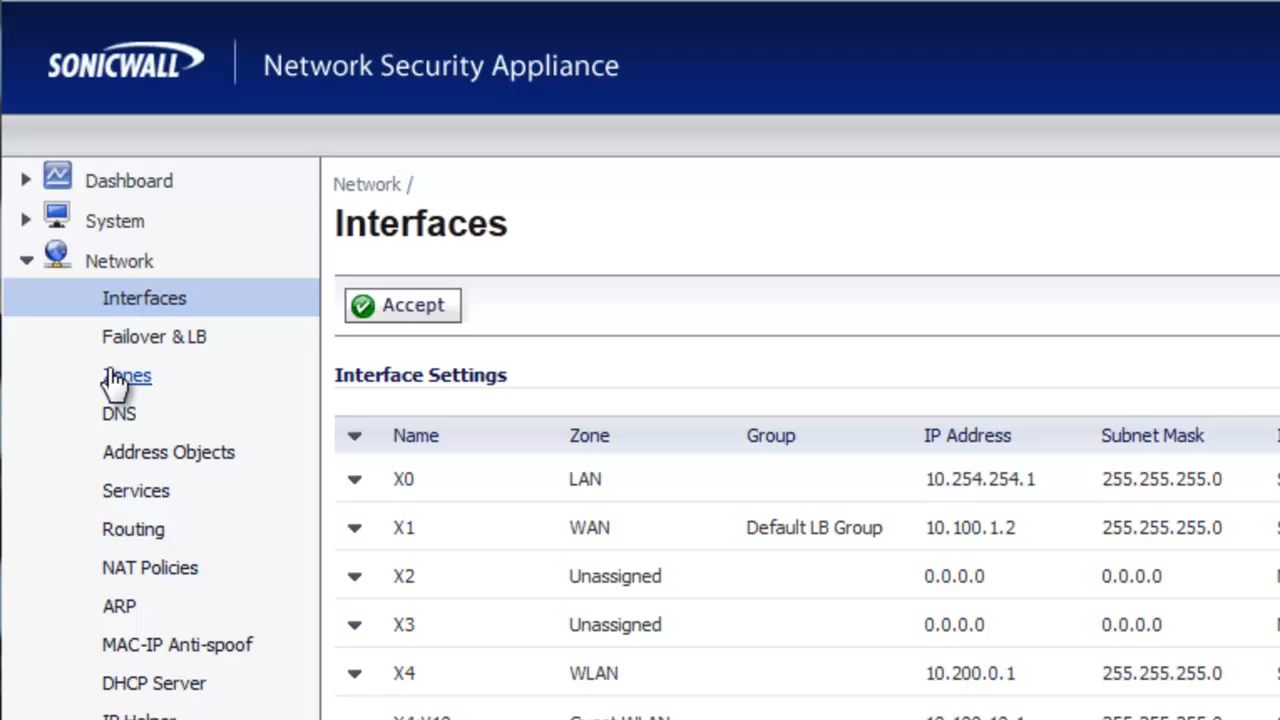 SONICWALL | Network Security Appliance
Dashboard
System
Network
Interfaces
Failover & LB
DNS
Address Objects
Services
Routing
NAT Policies
ARP
MAC-IP Anti-spoof
DHCP Server
Network /
Interfaces
Accept
Interface Settings
Name Zone Group IP Address Subnet Mask
X0 LAN 10.254.254.1 255.255.255.0
X1 WAN Default LB Group 10.100.1.2 255.255.255.0
X2 Unassigned 0.0.0.0 0.0.0.0
X3 Unassigned 0.0.0.0 0.0.0.0
X4 WLAN 10.200.0.1 255.255.255.0